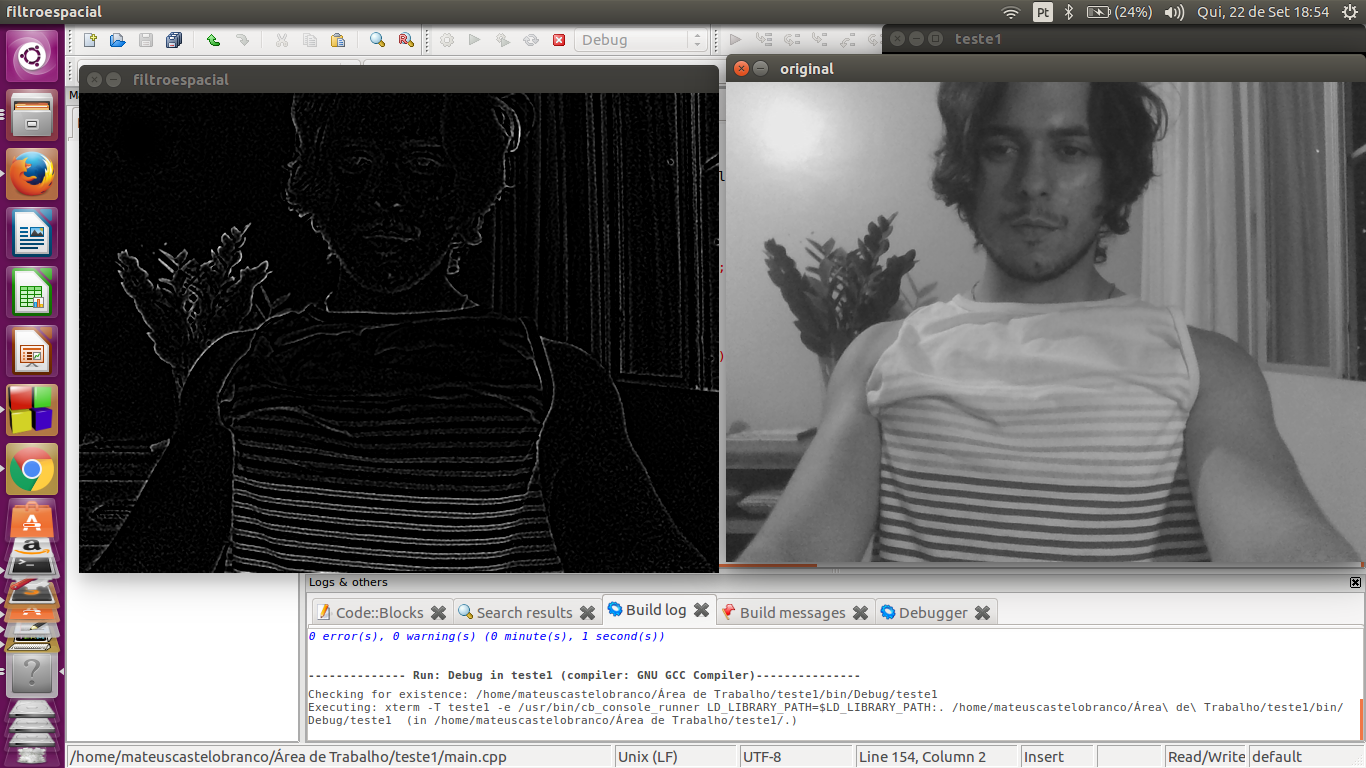 filtroespacial
Pt
(24%)
Qui, 22 de Set 18:54
Debug
teste1
filtroespacial
original
Logs & others
Code::Blocks
Search results
Build log
Build messages
Debugger
0 error(s), 0 warning(s) (0 minute(s), 1 second(s))
-------------- Run: Debug in teste1 (compiler: GNU GCC Compiler)---------------
Checking for existence: /home/mateuscastelobranco/Área de Trabalho/teste1/bin/Debug/teste1
Executing: xterm -T teste1 -e /usr/bin/cb_console_runner LD_LIBRARY_PATH=$LD_LIBRARY_PATH:. /home/mateuscastelobranco/Área\ de\ Trabalho/teste1/bin/
Debug/teste1  (in /home/mateuscastelobranco/Área de Trabalho/teste1/.)
/home/mateuscastelobranco/Área de Trabalho/teste1/main.cpp
Unix (LF)
UTF-8
Line 154, Column 2
Insert
Read/Write
default